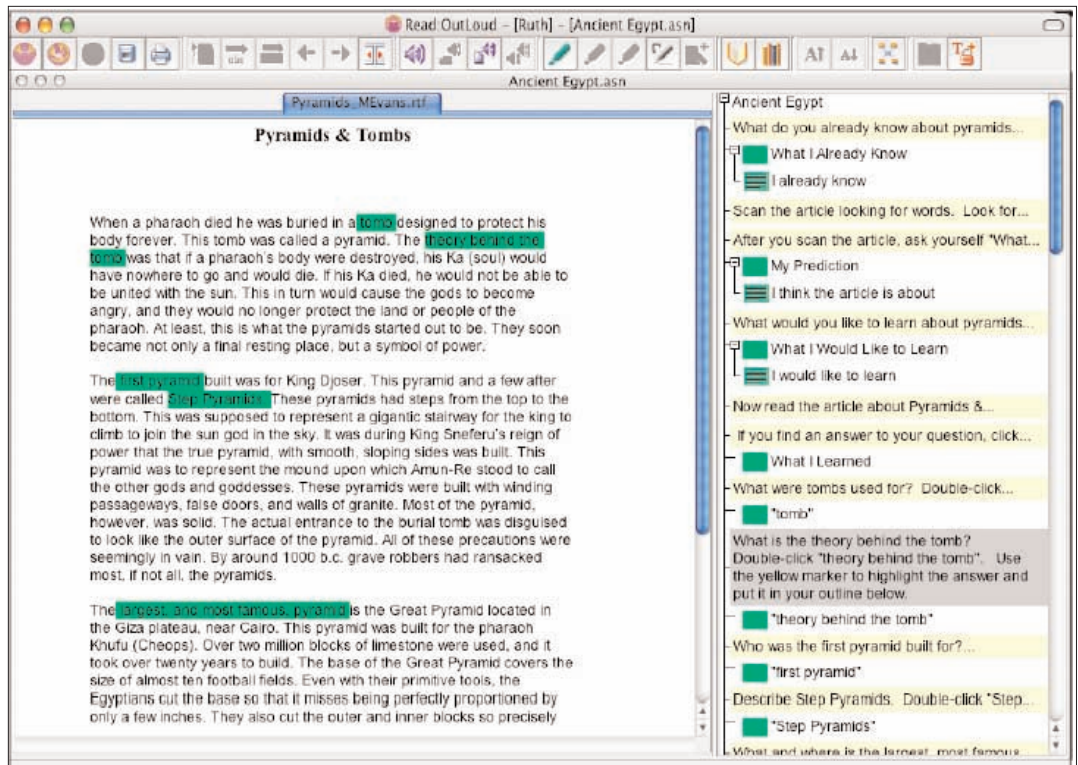 Read OutLoud – [Ruth] – [Ancient Egypt.asn]
Ancient Egypt.asn
Pyramids_MEvans.rtf
Pyramids & Tombs
When a pharaoh died he was buried in a tomb designed to protect his
body forever. This tomb was called a pyramid. The theory behind the
tomb was that if a pharaoh's body were destroyed, his Ka (soul) would
have nowhere to go and would die. If his Ka died, he would not be able to
be united with the sun. This in turn would cause the gods to become
angry, and they would no longer protect the land or people of the
pharaoh. At least, this is what the pyramids started out to be. They soon
became not only a final resting place, but a symbol of power.
The first pyramid built was for King Djoser. This pyramid and a few after
were called Step Pyramids. These pyramids had steps from the top to the
bottom. This was supposed to represent a gigantic stairway for the king to
climb to join the sun god in the sky. It was during King Sneferu's reign of
power that the true pyramid, with smooth, sloping sides was built. This
pyramid was to represent the mound upon which Amun-Re stood to call
the other gods and goddesses. These pyramids were built with winding
passageways, false doors, and walls of granite. Most of the pyramid,
however, was solid. The actual entrance to the burial tomb was disguised
to look like the outer surface of the pyramid. All of these precautions were
seemingly in vain. By around 1000 b.c. grave robbers had ransacked
most, if not all, the pyramids.
The largest, and most famous, pyramid is the Great Pyramid located in
the Giza plateau, near Cairo. This pyramid was built for the pharaoh
Khufu (Cheops). Over two million blocks of limestone were used, and it
took over twenty years to build. The base of the Great Pyramid covers the
size of almost ten football fields. Even with their primitive tools, the
Egyptians cut the base so that it misses being perfectly proportioned by
only a few inches. They also cut the outer and inner blocks so precisely
Ancient Egypt
What do you already know about pyramids...
What I Already Know
I already know
Scan the article looking for words. Look for...
After you scan the article, ask yourself "What...
My Prediction
I think the article is about
What would you like to learn about pyramids...
What I Would Like to Learn
I would like to learn
Now read the article about Pyramids &...
If you find an answer to your question, click...
What I Learned
What were tombs used for? Double-click...
"tomb"
What is the theory behind the tomb?
Double-click "theory behind the tomb". Use
the yellow marker to highlight the answer and
put it in your outline below.
"theory behind the tomb"
Who was the first pyramid built for?...
"first pyramid"
Describe Step Pyramids. Double-click "Step...
"Step Pyramids"
What and where is the largest, most famous...